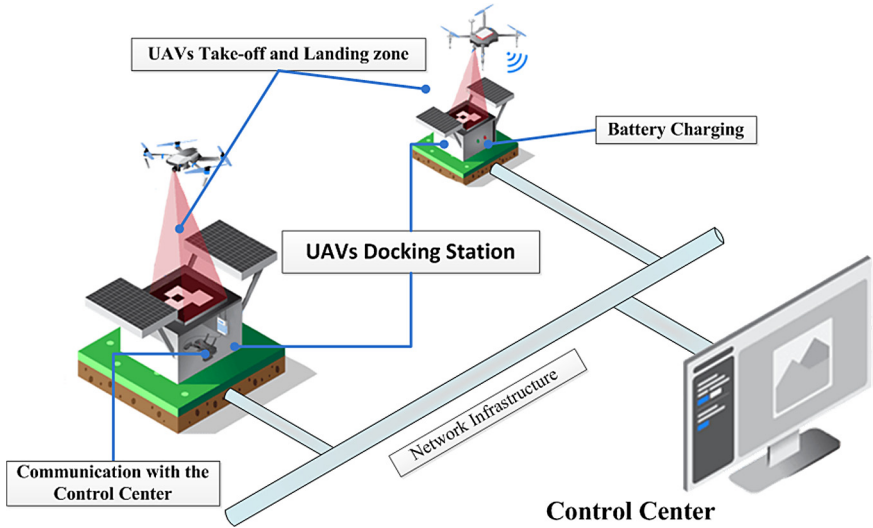 UAVs Take-off and Landing zone
Battery Charging
UAVs Docking Station
Network Infrastructure
Communication with the
Control Center
Control Center